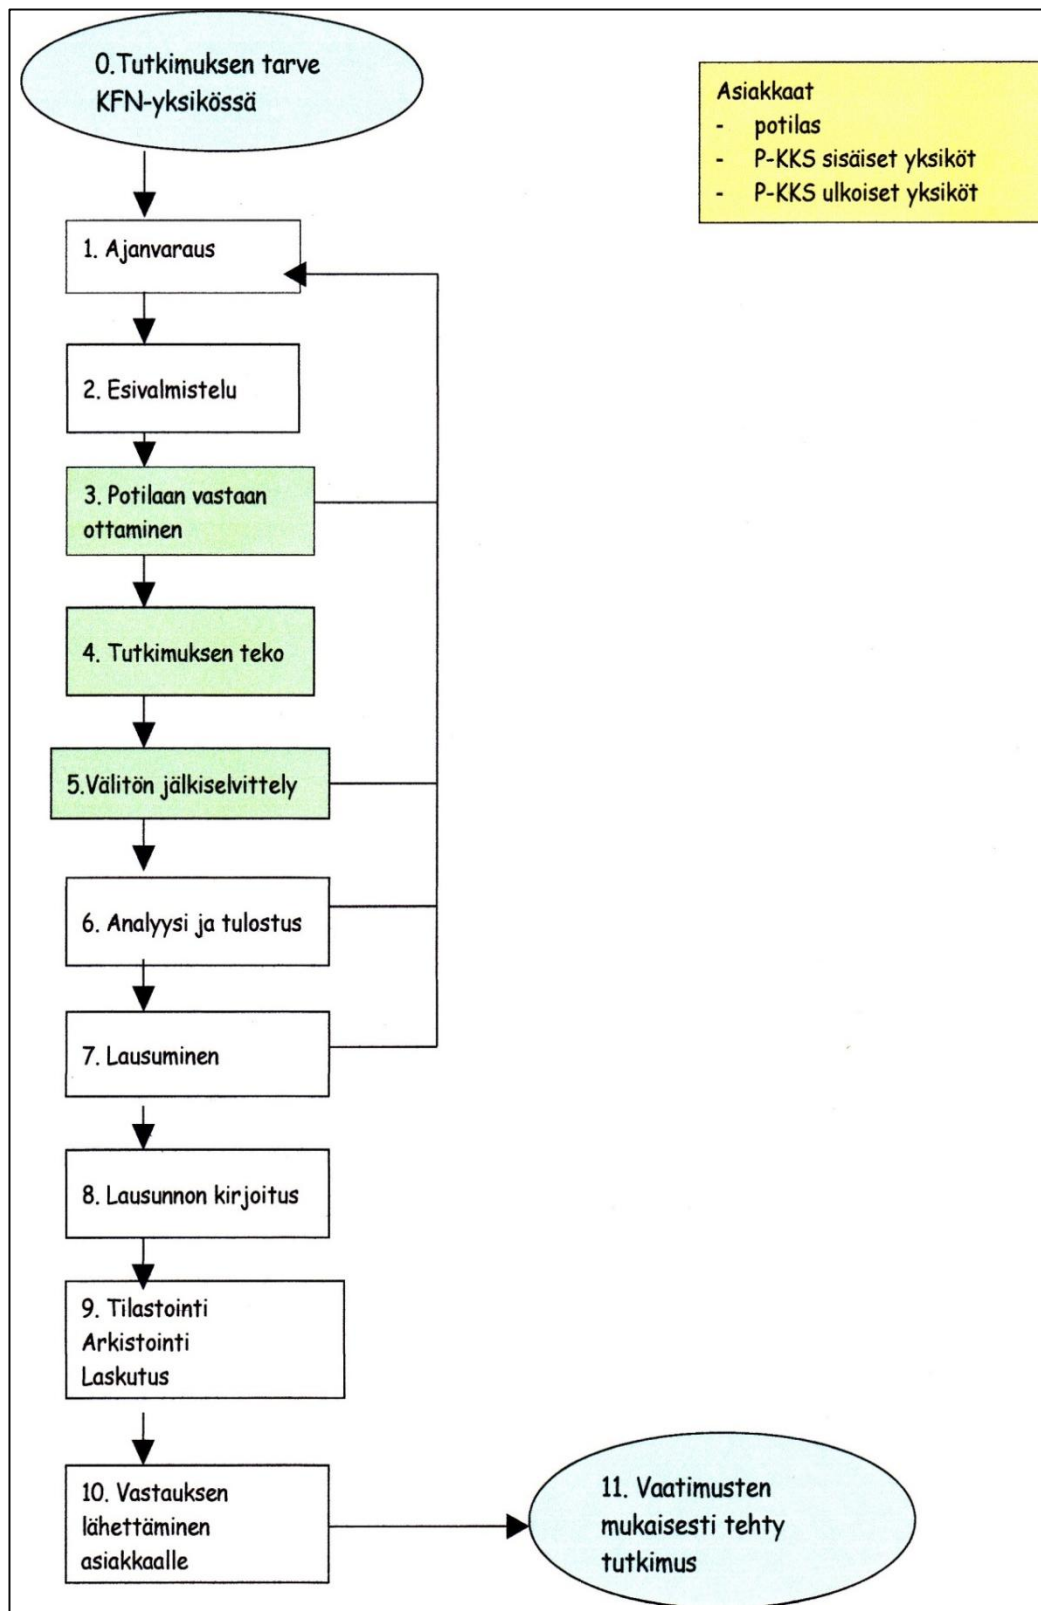 0.Tutkimuksen tarve
KFN-yksikössä
Asiakkaat
- potilas
- P-KKS sisäiset yksiköt
- P-KKS ulkoiset yksiköt
1. Ajanvaraus
2. Esivalmistelu
3. Potilaan vastaan
ottaminen
4. Tutkimuksen teko
5.Välitön jälkiselvittely
6. Analyysi ja tulostus
7. Lausuminen
8. Lausunnon kirjoitus
9. Tilastointi
Arkistointi
Laskutus
10. Vastauksen
lähettäminen
asiakkaalle
11. Vaatimusten
mukaisesti tehty
tutkimus